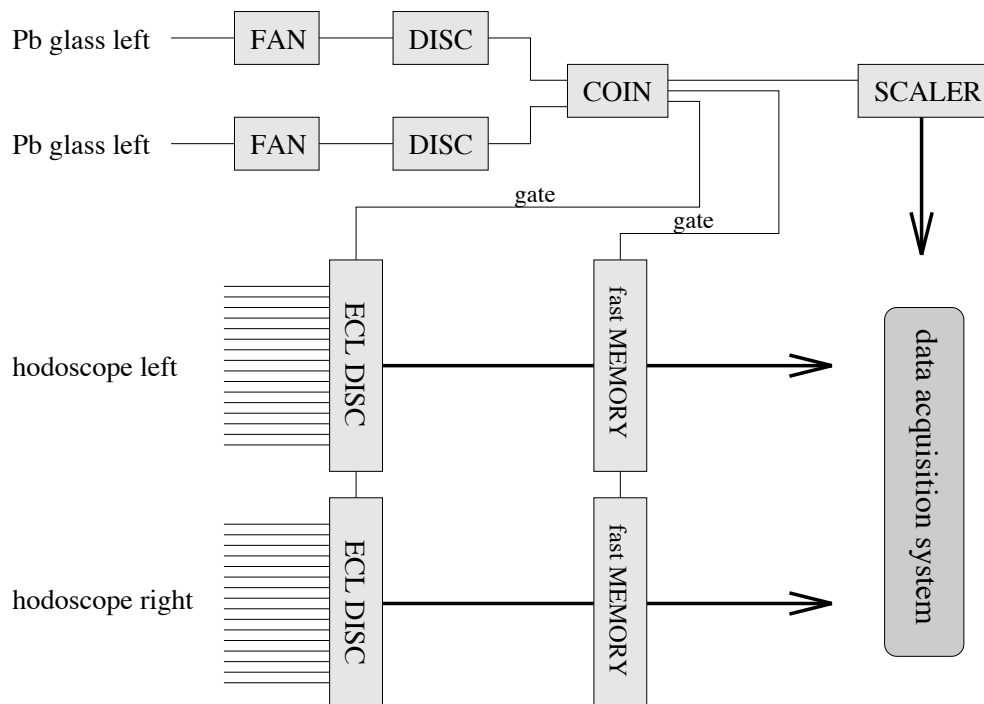 Pb glass left
FAN
DISC
COIN
SCALER
Pb glass left
FAN
DISC
gate
gate
hodoscope left
ECL DISC
fast MEMORY
data acquisition system
hodoscope right
ECL DISC
fast MEMORY